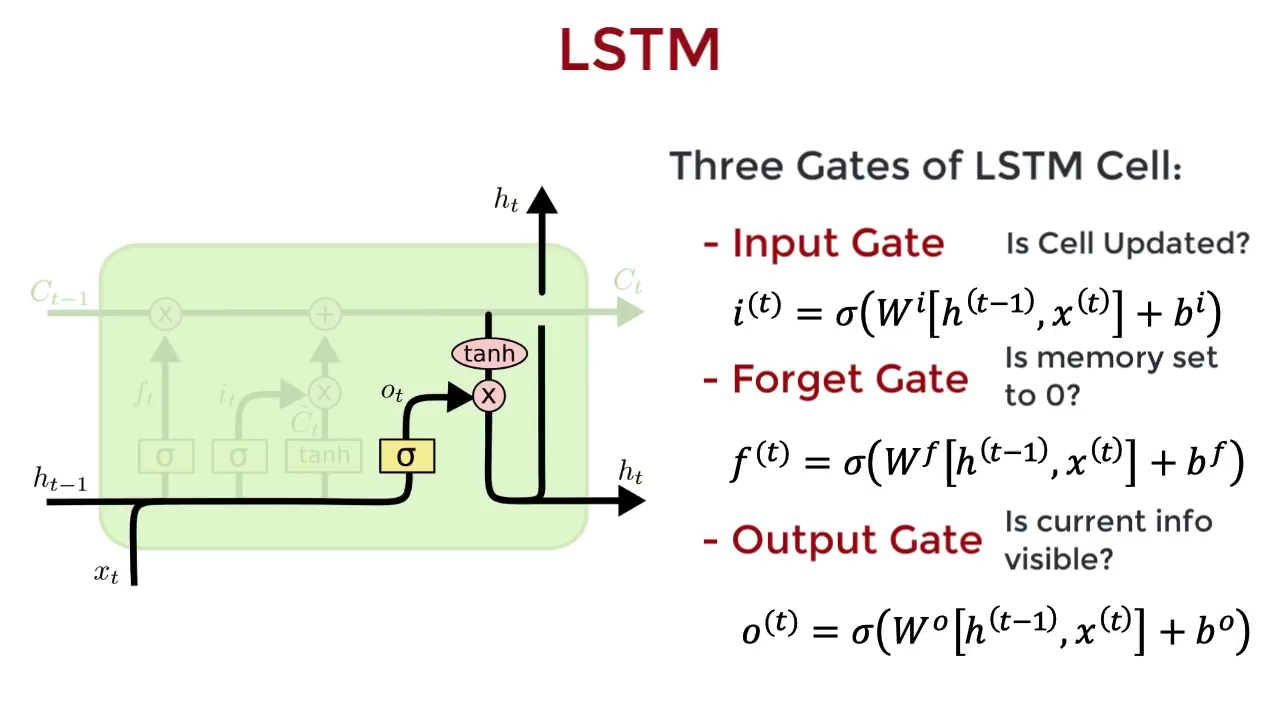 LSTM
Three Gates of LSTM Cell:
- Input Gate Is Cell Updated?
i^(t) = σ(W^i[h^(t−1), x^(t)] + b^i)
- Forget Gate Is memory set
to 0?
f^(t) = σ(W^f[h^(t−1), x^(t)] + b^f)
- Output Gate Is current info
visible?
o^(t) = σ(W^o[h^(t−1), x^(t)] + b^o)
h_t
C_{t−1} C_t
x +
tanh
f_t i_t x o_t x
C̃_t
σ σ tanh σ
h_{t−1} h_t
x_t